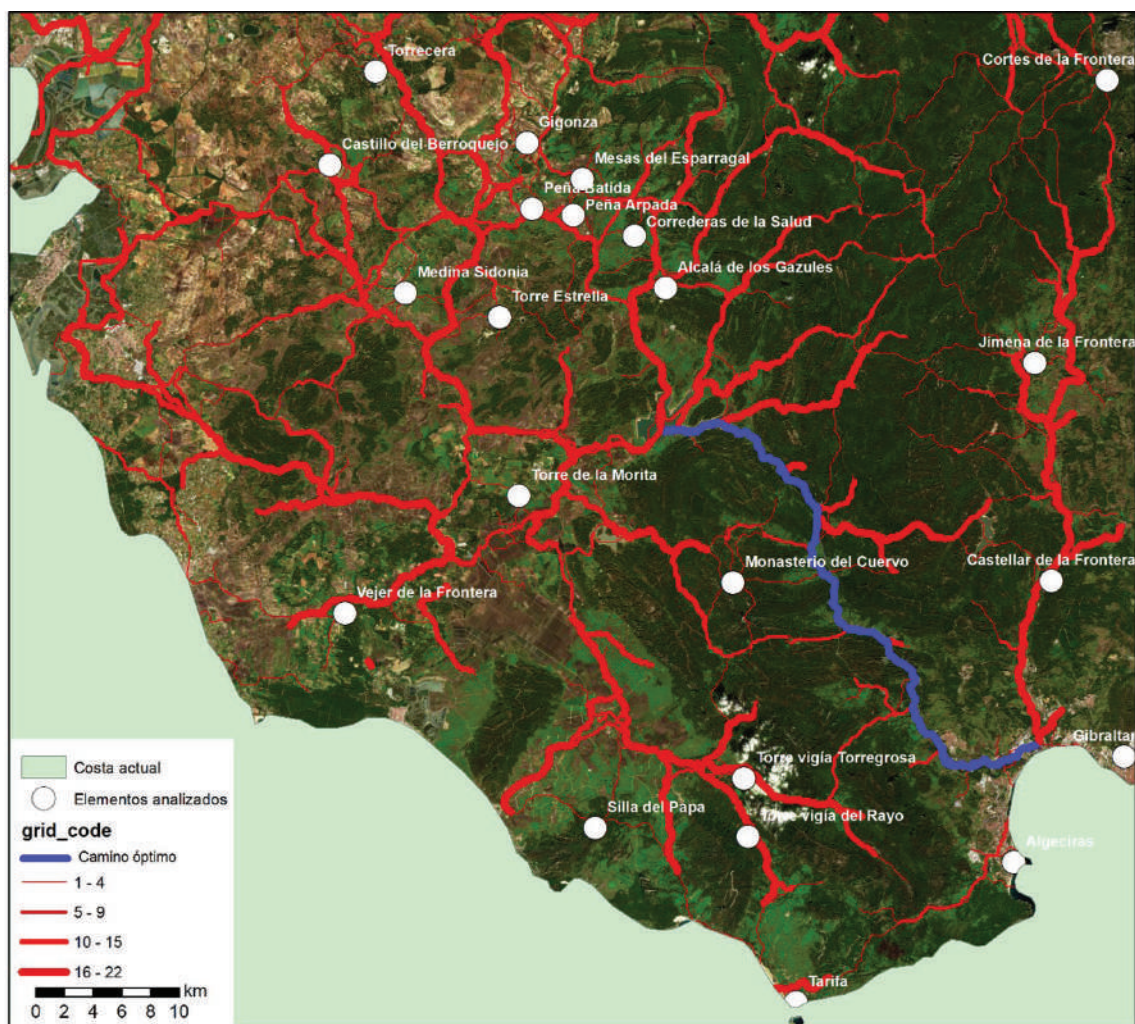 Torrecera
Cortes de la Frontera
Gigonza
Castillo del Berroquejo
Mesas del Esparragal
Peña Batida
Peña Arpada
Correderas de la Salud
Medina Sidonia
Alcalá de los Gazules
Torre Estrella
Jimena de la Frontera
Torre de la Morita
Monasterio del Cuervo
Castellar de la Frontera
Vejer de la Frontera
Gibraltar
Torre vigía Torregrosa
Silla del Papa
Torre vigía del Rayo
Algeciras
Tarifa
Costa actual
Elementos analizados
grid_code
Camino óptimo
1 - 4
5 - 9
10 - 15
16 - 22
km
0 2 4 6 8 10